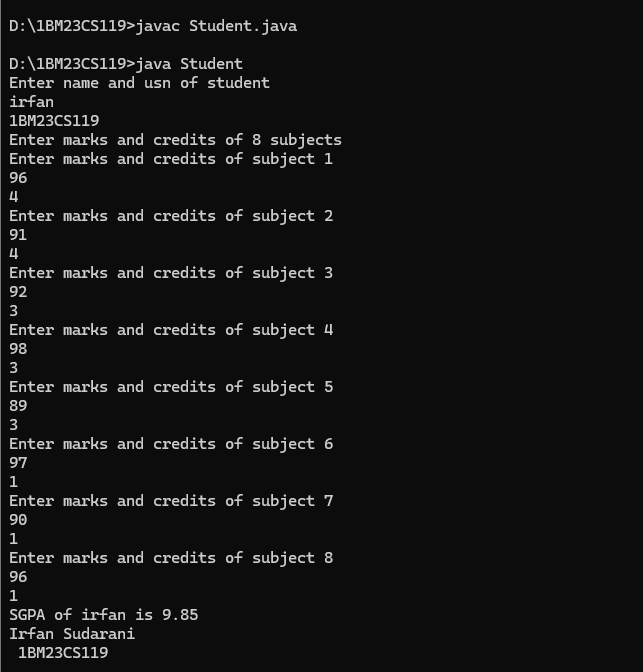 D:\1BM23CS119>javac Student.java
D:\1BM23CS119>java Student
Enter name and usn of student
irfan
1BM23CS119
Enter marks and credits of 8 subjects
Enter marks and credits of subject 1
96
4
Enter marks and credits of subject 2
91
4
Enter marks and credits of subject 3
92
3
Enter marks and credits of subject 4
98
3
Enter marks and credits of subject 5
89
3
Enter marks and credits of subject 6
97
1
Enter marks and credits of subject 7
90
1
Enter marks and credits of subject 8
96
1
SGPA of irfan is 9.85
Irfan Sudarani
1BM23CS119